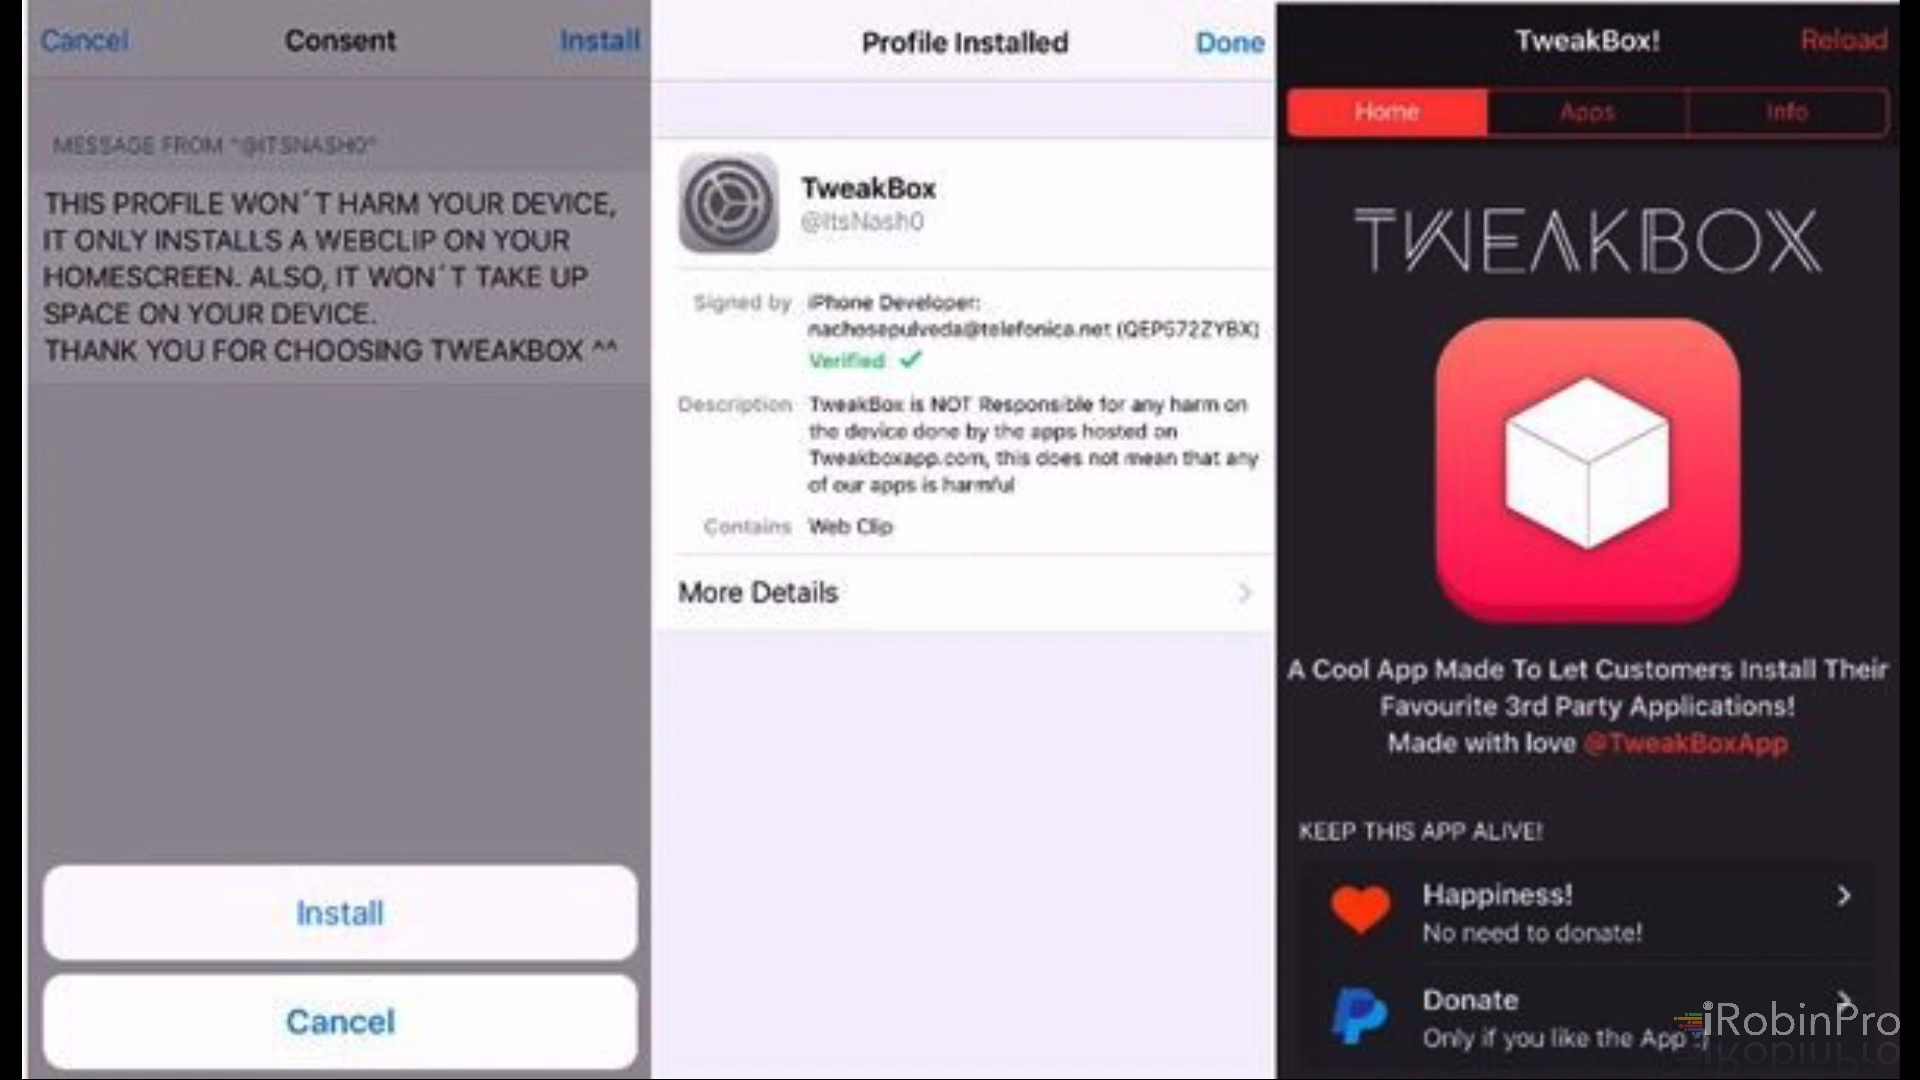 Cancel
Consent
Install
MESSAGE FROM "@ITSNASH0"
THIS PROFILE WON´T HARM YOUR DEVICE,
IT ONLY INSTALLS A WEBCLIP ON YOUR
HOMESCREEN. ALSO, IT WON´T TAKE UP
SPACE ON YOUR DEVICE.
THANK YOU FOR CHOOSING TWEAKBOX ^^
Install
Cancel
Profile Installed
Done
TweakBox
@ItsNash0
Signed by iPhone Developer:
nachosepulveda@telefonica.net (QEP572ZYBX)
Verified ✓
Description TweakBox is NOT Responsible for any harm on
the device done by the apps hosted on
Tweakboxapp.com, this does not mean that any
of our apps is harmful
Contains Web Clip
More Details
TweakBox!
Reload
Home
Apps
Info
TWEAKBOX
A Cool App Made To Let Customers Install Their
Favourite 3rd Party Applications!
Made with love @TweakBoxApp
KEEP THIS APP ALIVE!
Happiness!
No need to donate!
Donate
Only if you like the App ;)
iRobinPro